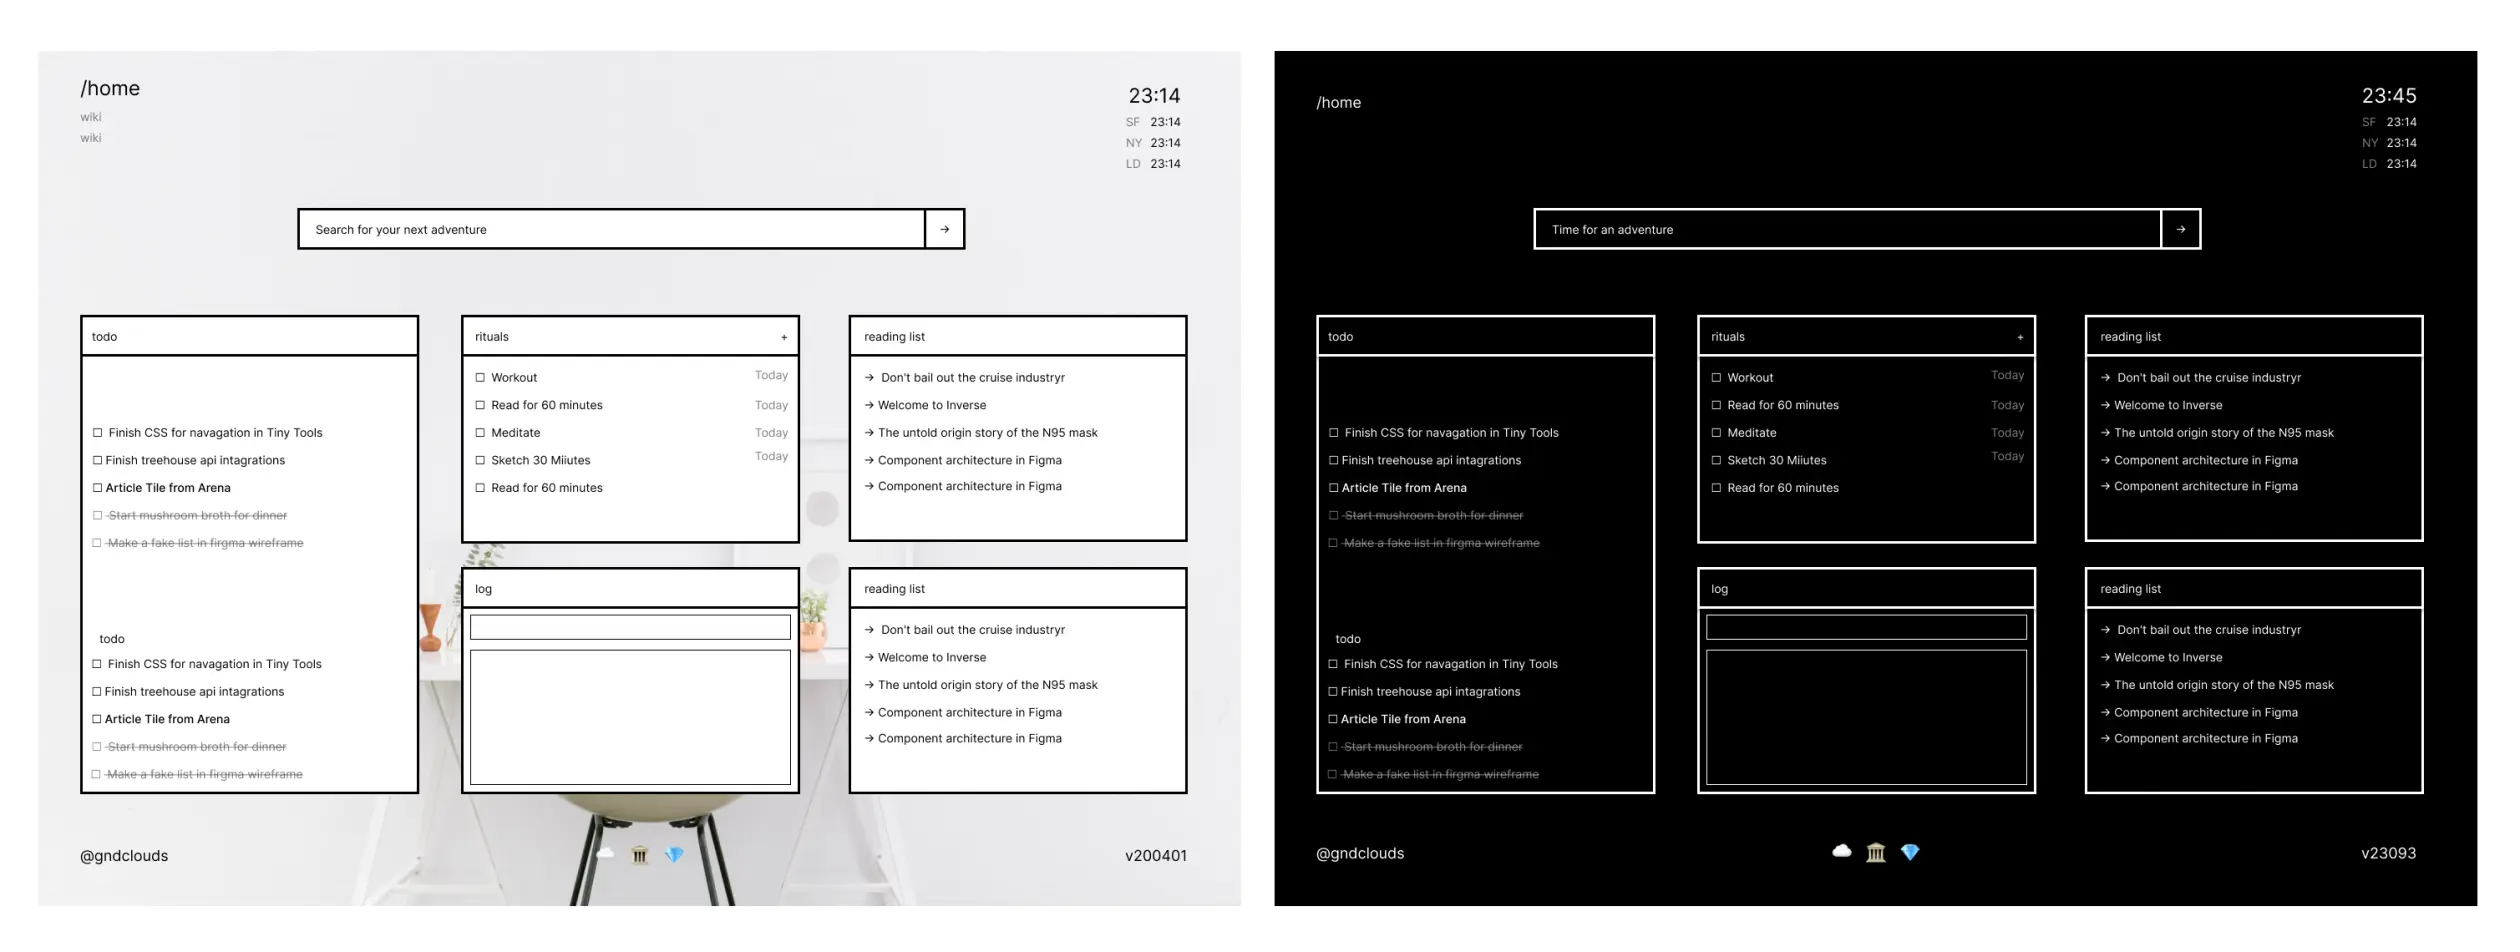 /home
wiki
wiki
23:14
SF 23:14
NY 23:14
LD 23:14
Search for your next adventure →
todo
☐ Finish CSS for navagation in Tiny Tools
☐ Finish treehouse api intagrations
☐ Article Tile from Arena
☐ Start mushroom broth for dinner
☐ Make a fake list in firgma wireframe
todo
☐ Finish CSS for navagation in Tiny Tools
☐ Finish treehouse api intagrations
☐ Article Tile from Arena
☐ Start mushroom broth for dinner
☐ Make a fake list in firgma wireframe
rituals +
☐ Workout Today
☐ Read for 60 minutes Today
☐ Meditate Today
☐ Sketch 30 Miiutes Today
☐ Read for 60 minutes
log
reading list
→ Don't bail out the cruise industryr
→ Welcome to Inverse
→ The untold origin story of the N95 mask
→ Component architecture in Figma
→ Component architecture in Figma
reading list
→ Don't bail out the cruise industryr
→ Welcome to Inverse
→ The untold origin story of the N95 mask
→ Component architecture in Figma
→ Component architecture in Figma
@gndclouds
v200401
/home
23:45
SF 23:14
NY 23:14
LD 23:14
Time for an adventure →
todo
☐ Finish CSS for navagation in Tiny Tools
☐ Finish treehouse api intagrations
☐ Article Tile from Arena
☐ Start mushroom broth for dinner
☐ Make a fake list in firgma wireframe
todo
☐ Finish CSS for navagation in Tiny Tools
☐ Finish treehouse api intagrations
☐ Article Tile from Arena
☐ Start mushroom broth for dinner
☐ Make a fake list in firgma wireframe
rituals +
☐ Workout Today
☐ Read for 60 minutes Today
☐ Meditate Today
☐ Sketch 30 Miiutes Today
☐ Read for 60 minutes
log
reading list
→ Don't bail out the cruise industryr
→ Welcome to Inverse
→ The untold origin story of the N95 mask
→ Component architecture in Figma
→ Component architecture in Figma
reading list
→ Don't bail out the cruise industryr
→ Welcome to Inverse
→ The untold origin story of the N95 mask
→ Component architecture in Figma
→ Component architecture in Figma
@gndclouds
v23093